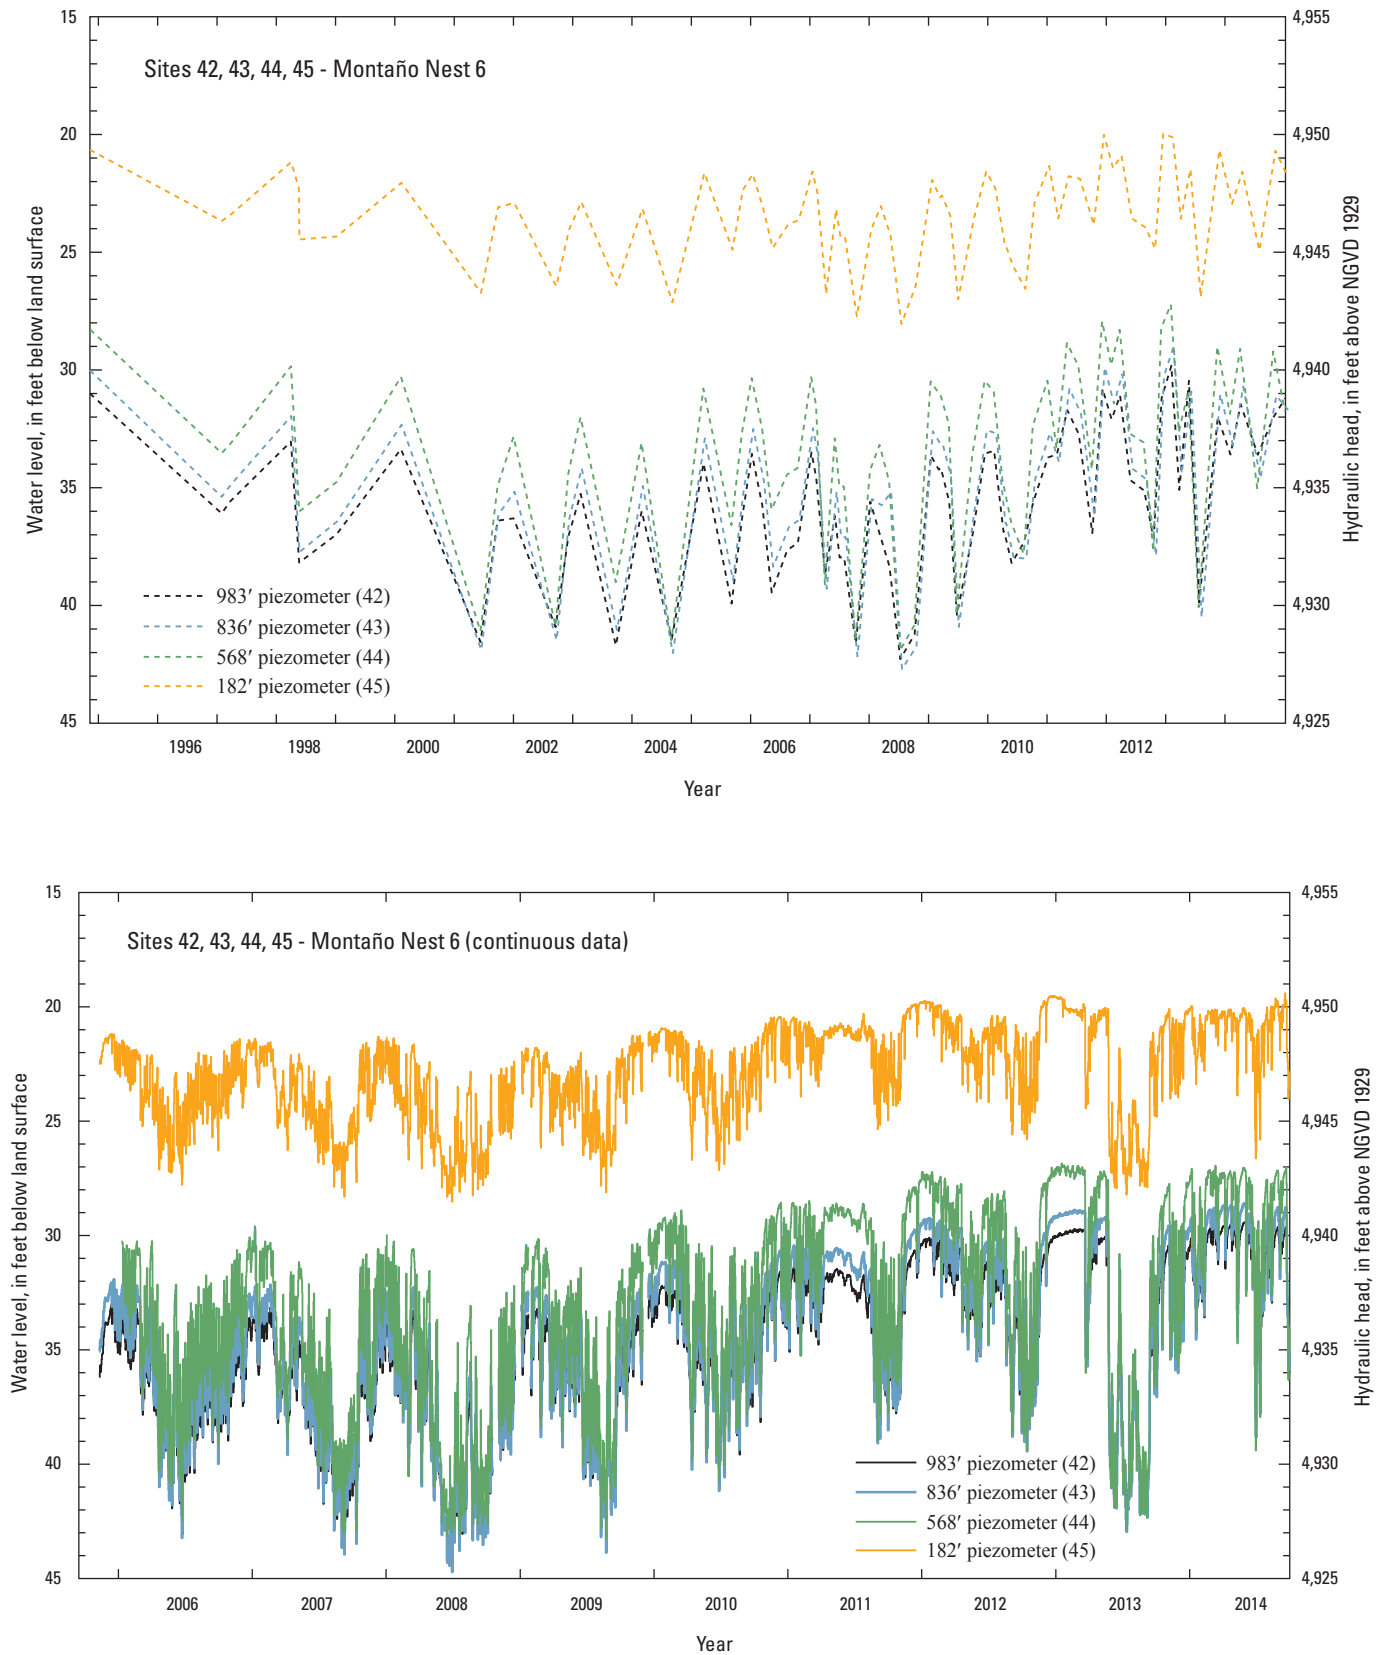 15
4,955
Sites 42, 43, 44, 45 - Montaño Nest 6
20
4,950
25
4,945
30
4,940
35
4,935
40
4,930
45
4,925
Water level, in feet below land surface
Hydraulic head, in feet above NGVD 1929
983′ piezometer (42)
836′ piezometer (43)
568′ piezometer (44)
182′ piezometer (45)
1996 1998 2000 2002 2004 2006 2008 2010 2012
Year
15
4,955
Sites 42, 43, 44, 45 - Montaño Nest 6 (continuous data)
20
4,950
25
4,945
30
4,940
35
4,935
40
4,930
45
4,925
Water level, in feet below land surface
Hydraulic head, in feet above NGVD 1929
983′ piezometer (42)
836′ piezometer (43)
568′ piezometer (44)
182′ piezometer (45)
2006 2007 2008 2009 2010 2011 2012 2013 2014
Year